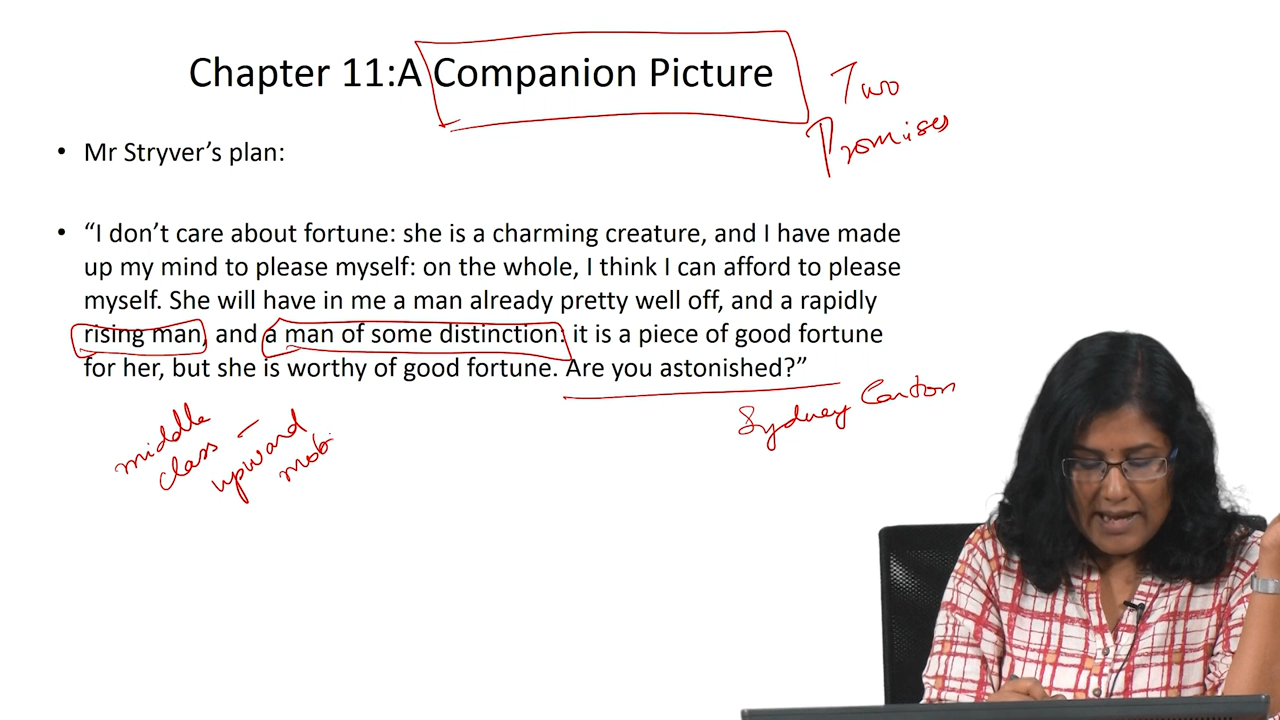 Chapter 11:A Companion Picture
Two
Promises
• Mr Stryver’s plan:
• “I don’t care about fortune: she is a charming creature, and I have made
up my mind to please myself: on the whole, I think I can afford to please
myself. She will have in me a man already pretty well off, and a rapidly
rising man, and a man of some distinction: it is a piece of good fortune
for her, but she is worthy of good fortune. Are you astonished?”
Sydney Carton
middle
class –
upward
mob.